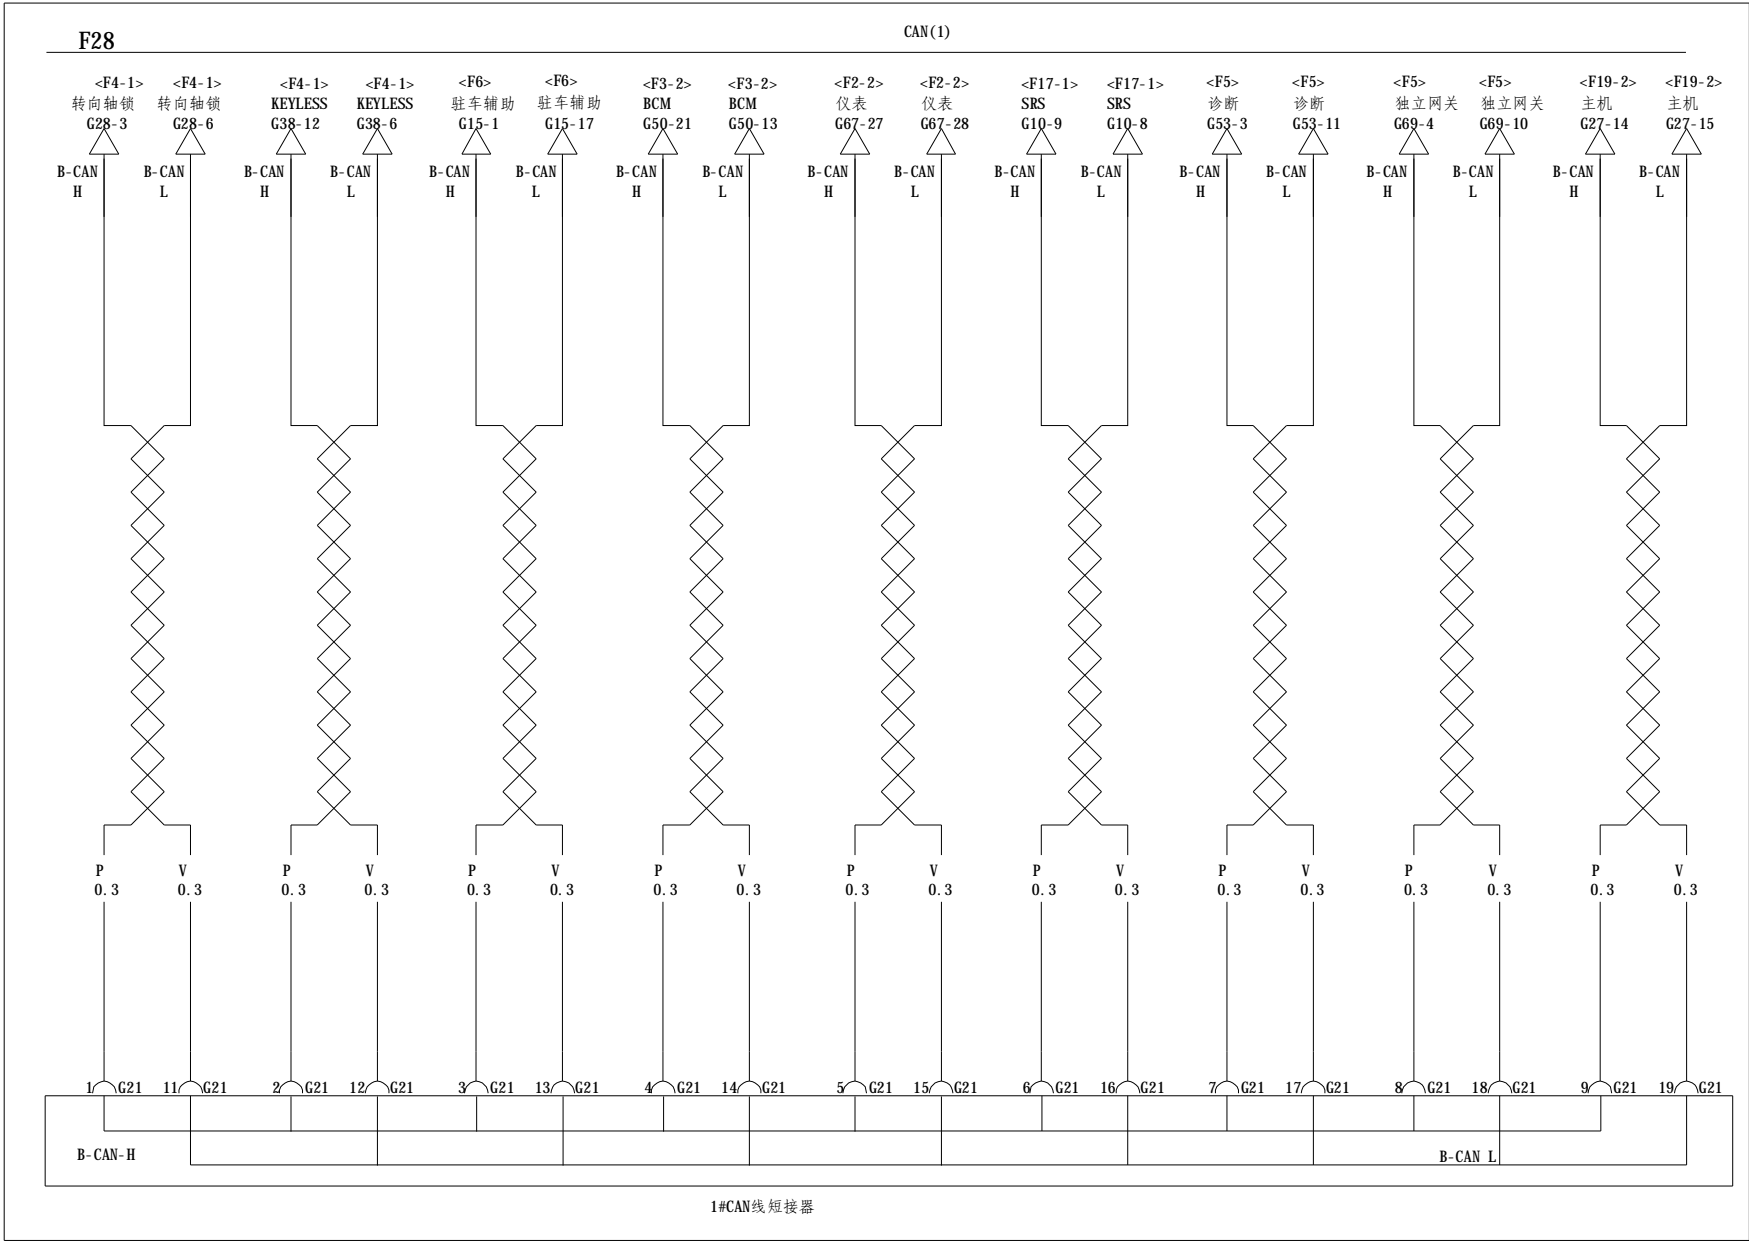 CAN(1)
F28
<F4-1> <F4-1> <F4-1> <F4-1> <F6> <F6> <F3-2> <F3-2> <F2-2> <F2-2> <F17-1> <F17-1> <F5> <F5> <F5> <F5> <F19-2> <F19-2>
转向轴锁 转向轴锁 KEYLESS KEYLESS 驻车辅助 驻车辅助 BCM BCM 仪表 仪表 SRS SRS 诊断 诊断 独立网关 独立网关 主机 主机
G28-3 G28-6 G38-12 G38-6 G15-1 G15-17 G50-21 G50-13 G67-27 G67-28 G10-9 G10-8 G53-3 G53-11 G69-4 G69-10 G27-14 G27-15
B-CAN B-CAN B-CAN B-CAN B-CAN B-CAN B-CAN B-CAN B-CAN B-CAN B-CAN B-CAN B-CAN B-CAN B-CAN B-CAN B-CAN B-CAN
H L H L H L H L H L H L H L H L H L
P V P V P V P V P V P V P V P V P V
0.3 0.3 0.3 0.3 0.3 0.3 0.3 0.3 0.3 0.3 0.3 0.3 0.3 0.3 0.3 0.3 0.3 0.3
1 G21 11 G21 2 G21 12 G21 3 G21 13 G21 4 G21 14 G21 5 G21 15 G21 6 G21 16 G21 7 G21 17 G21 8 G21 18 G21 9 G21 19 G21
B-CAN-H B-CAN L
1#CAN线短接器